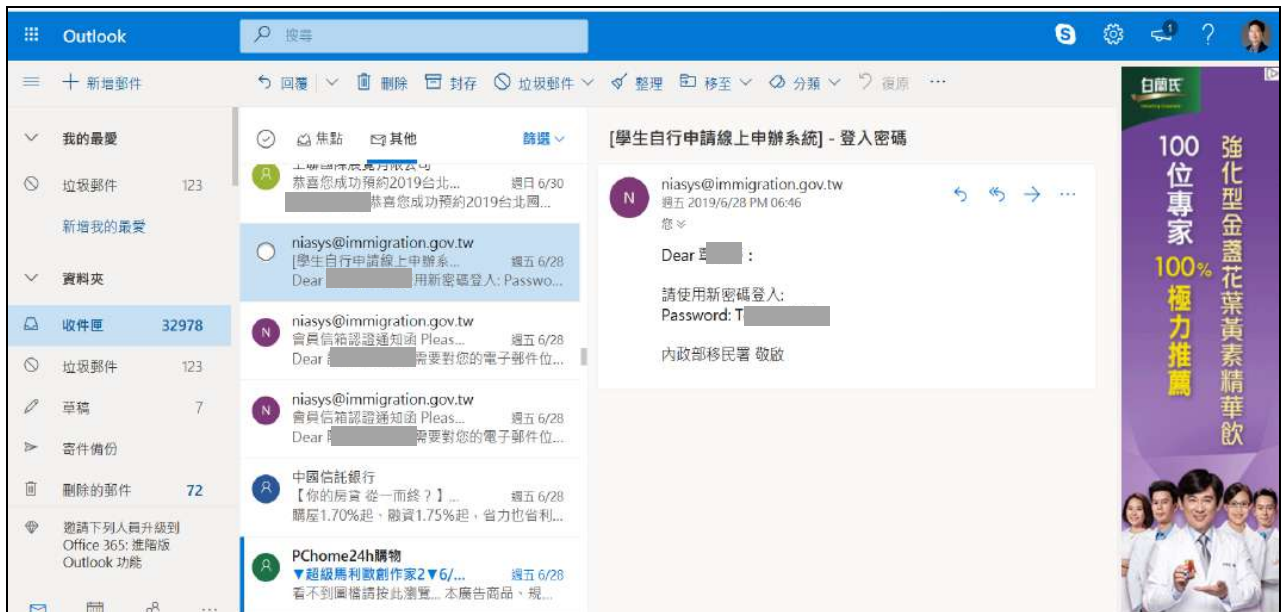 Outlook
搜尋
1
新增郵件
回覆
刪除
封存
垃圾郵件
整理
移至
分類
復原
我的最愛
垃圾郵件 123
新增我的最愛
資料夾
收件匣 32978
垃圾郵件 123
草稿 7
寄件備份
刪除的郵件 72
邀請下列人員升級到
Office 365: 進階版
Outlook 功能
焦點
其他
篩選
A
恭喜您成功預約2019台北... 週日 6/30
恭喜您成功預約2019台北國...
niasys@immigration.gov.tw
[學生自行申請線上申辦系... 週五 6/28
Dear 用新密碼登入: Passwo...
N
niasys@immigration.gov.tw
會員信箱認證通知函 Pleas... 週五 6/28
Dear 需要對您的電子郵件位...
N
niasys@immigration.gov.tw
會員信箱認證通知函 Pleas... 週五 6/28
Dear 需要對您的電子郵件位...
A
中國信託銀行
【你的房貸 從一而終？】... 週五 6/28
購屋1.70%起、融資1.75%起，省力也省利...
A
PChome24h購物
▼超級馬利歐創作家2▼6/... 週五 6/28
看不到圖檔請按此瀏覽... 本廣告商品、規...
[學生自行申請線上申辦系統] - 登入密碼
N
niasys@immigration.gov.tw
週五 2019/6/28 PM 06:46
您
Dear :
請使用新密碼登入:
Password: T
內政部移民署 敬啟
白蘭氏
強化型金盞花葉黃素精華飲
100位專家
100%極力推薦